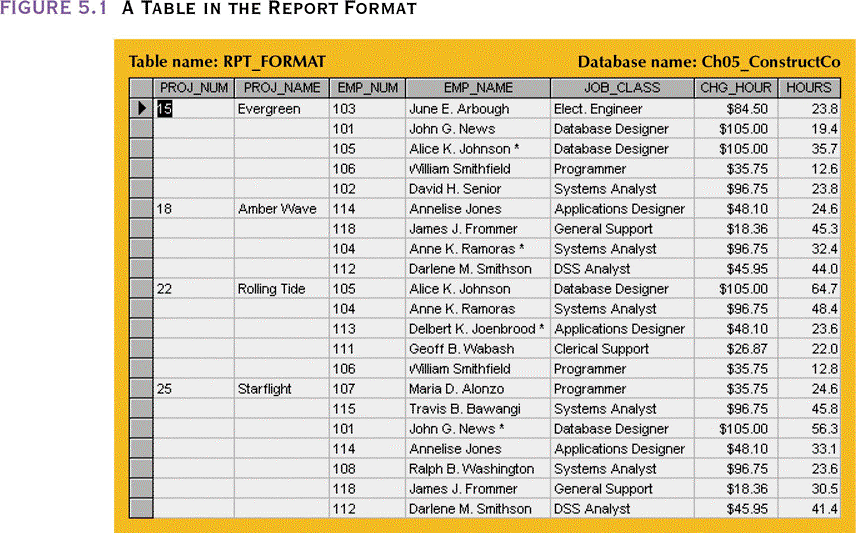 FIGURE 5.1 A TABLE IN THE REPORT FORMAT
Table name: RPT_FORMAT Database name: Ch05_ConstructCo
PROJ_NUM PROJ_NAME EMP_NUM EMP_NAME JOB_CLASS CHG_HOUR HOURS
15 Evergreen 103 June E. Arbough Elect. Engineer $84.50 23.8
101 John G. News Database Designer $105.00 19.4
105 Alice K. Johnson * Database Designer $105.00 35.7
106 William Smithfield Programmer $35.75 12.6
102 David H. Senior Systems Analyst $96.75 23.8
18 Amber Wave 114 Annelise Jones Applications Designer $48.10 24.6
118 James J. Frommer General Support $18.36 45.3
104 Anne K. Ramoras * Systems Analyst $96.75 32.4
112 Darlene M. Smithson DSS Analyst $45.95 44.0
22 Rolling Tide 105 Alice K. Johnson Database Designer $105.00 64.7
104 Anne K. Ramoras Systems Analyst $96.75 48.4
113 Delbert K. Joenbrood * Applications Designer $48.10 23.6
111 Geoff B. Wabash Clerical Support $26.87 22.0
106 William Smithfield Programmer $35.75 12.8
25 Starflight 107 Maria D. Alonzo Programmer $35.75 24.6
115 Travis B. Bawangi Systems Analyst $96.75 45.8
101 John G. News * Database Designer $105.00 56.3
114 Annelise Jones Applications Designer $48.10 33.1
108 Ralph B. Washington Systems Analyst $96.75 23.6
118 James J. Frommer General Support $18.36 30.5
112 Darlene M. Smithson DSS Analyst $45.95 41.4